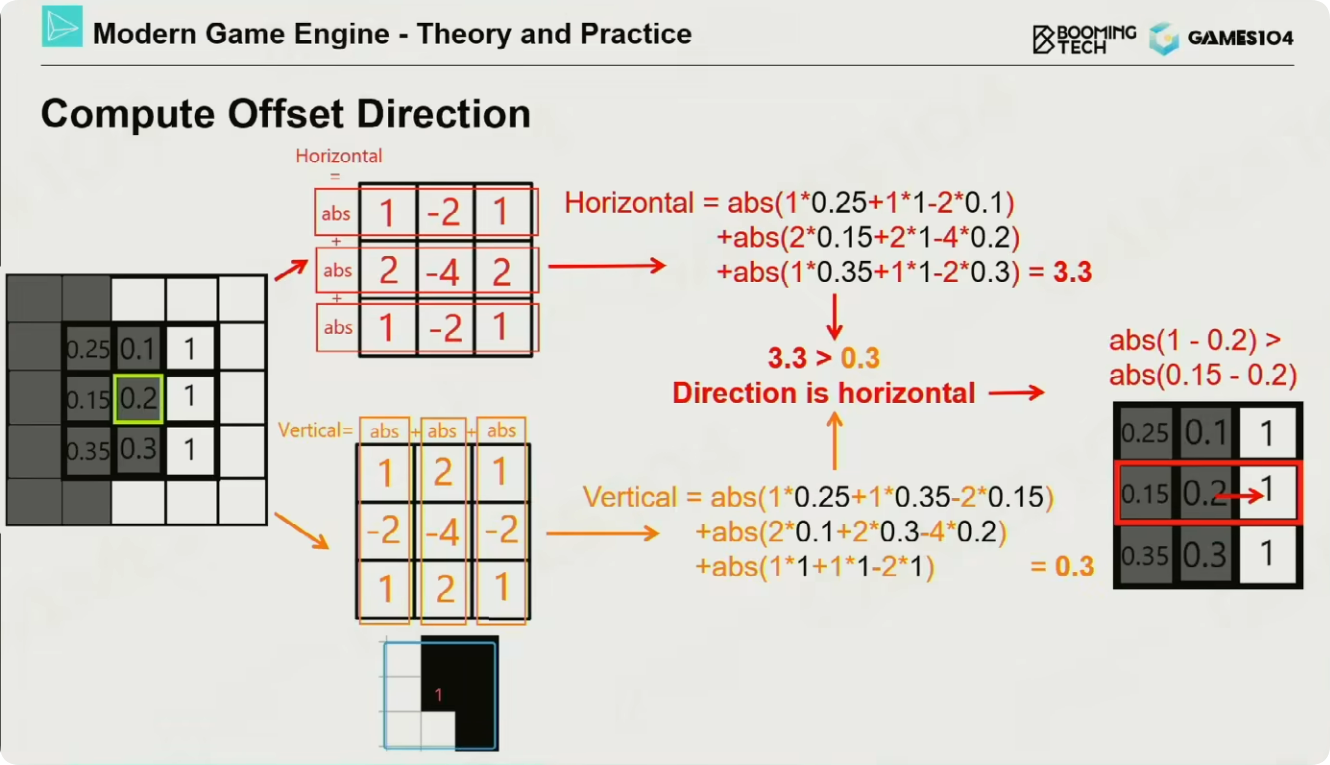 Modern Game Engine - Theory and Practice
BOOMING
TECH
GAMES104
Compute Offset Direction
Horizontal
=
abs 1 -2 1
+
abs 2 -4 2
+
abs 1 -2 1
Horizontal = abs(1*0.25+1*1-2*0.1)
+abs(2*0.15+2*1-4*0.2)
+abs(1*0.35+1*1-2*0.3) = 3.3
0.25 0.1 1
0.15 0.2 1
0.35 0.3 1
3.3 > 0.3
Direction is horizontal
abs(1 - 0.2) >
abs(0.15 - 0.2)
Vertical= abs + abs + abs
1 2 1
-2 -4 -2
1 2 1
Vertical = abs(1*0.25+1*0.35-2*0.15)
+abs(2*0.1+2*0.3-4*0.2)
+abs(1*1+1*1-2*1) = 0.3
0.25 0.1 1
0.15 0.2 1
0.35 0.3 1
1